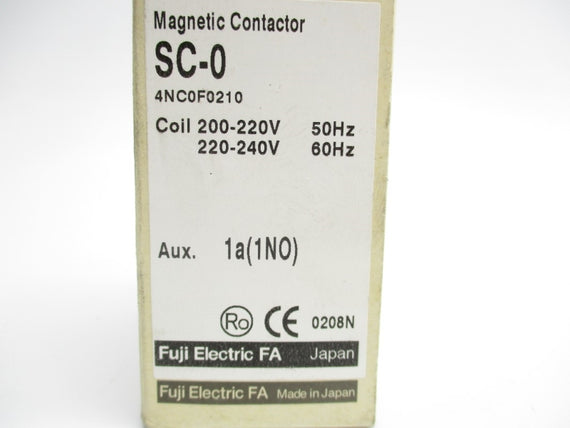 Magnetic Contactor
SC-0
4NC0F0210
Coil 200-220V 50Hz
220-240V 60Hz
Aux. 1a(1NO)
Ro CE 0208N
Fuji Electric FA Japan
Fuji Electric FA Made in Japan